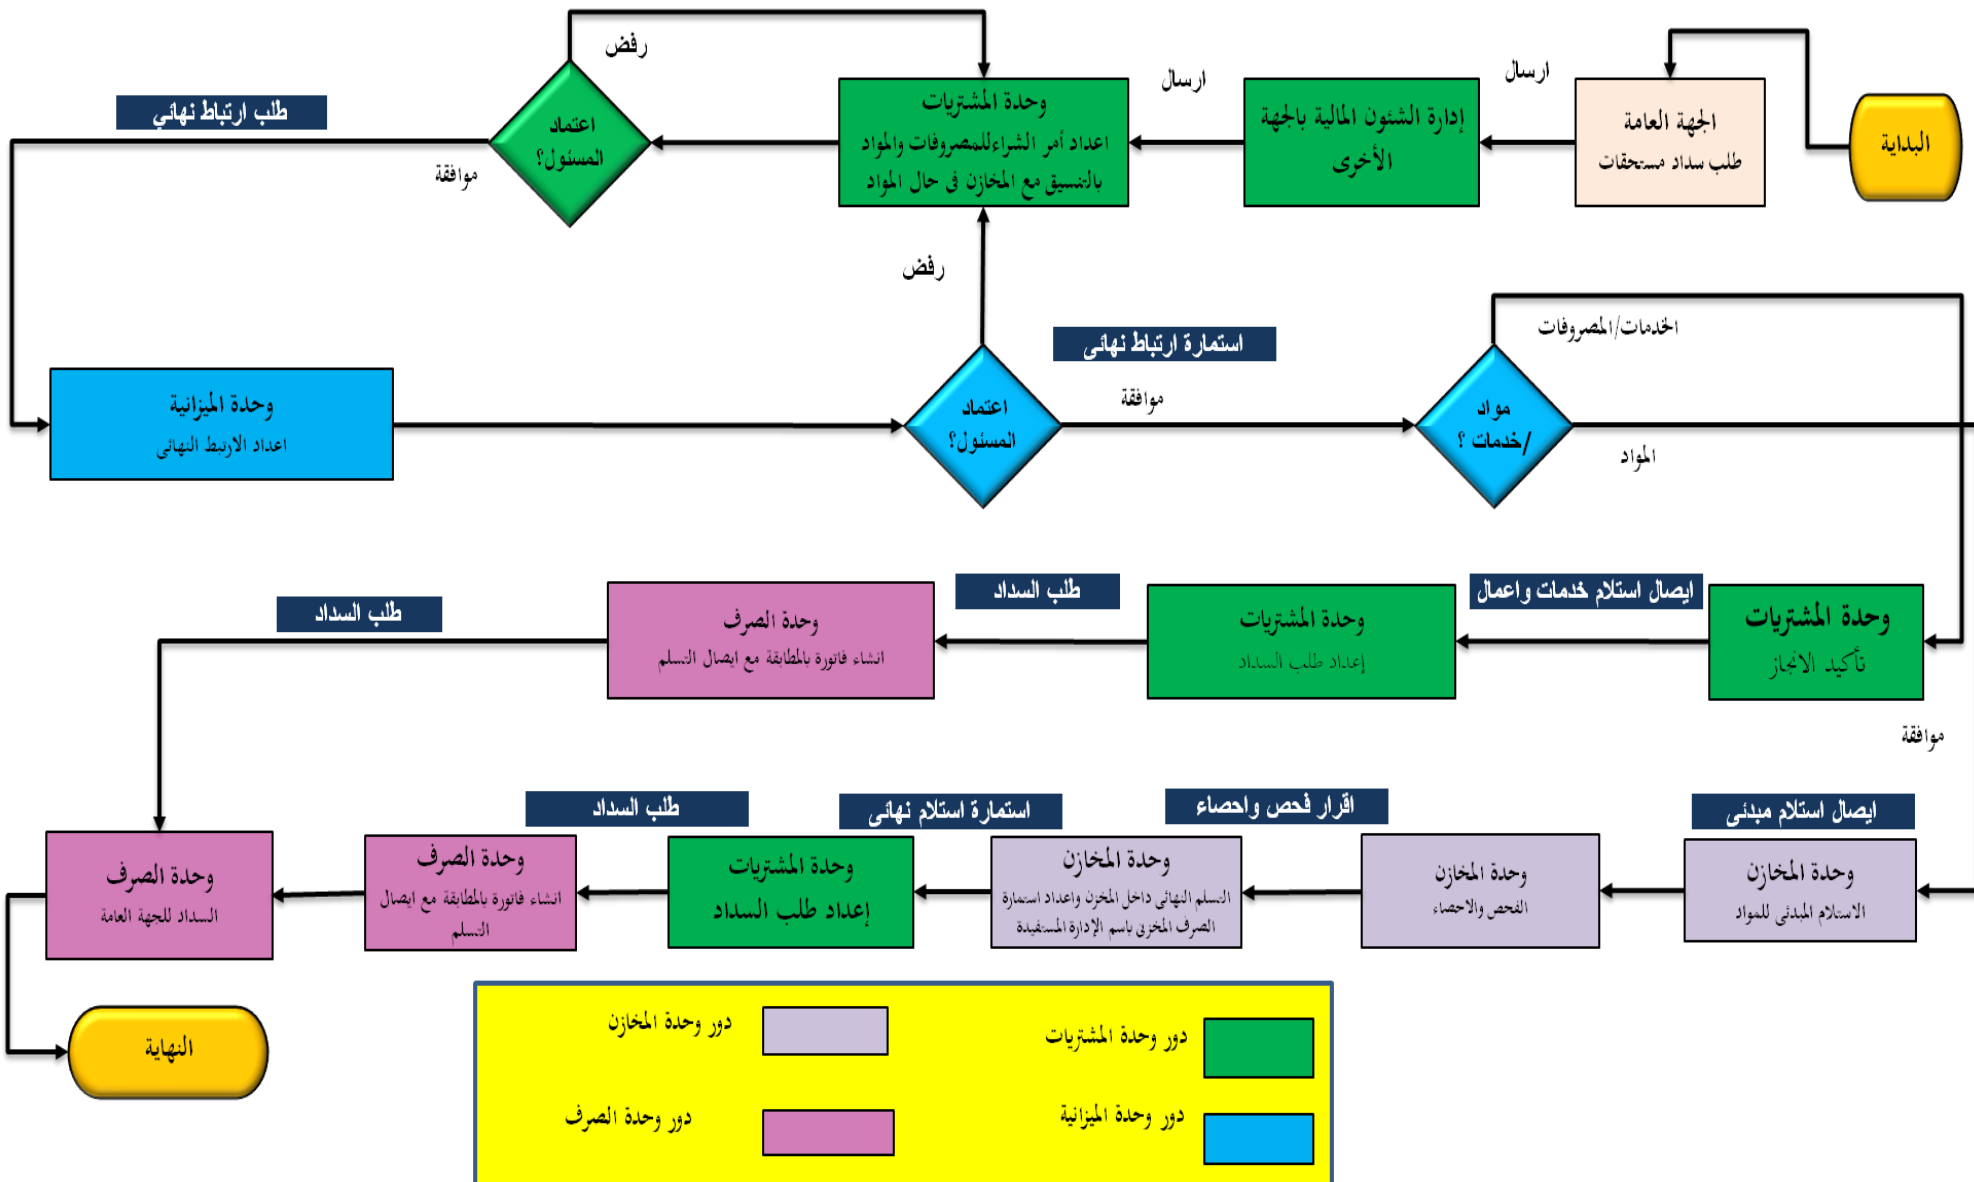 البداية
الجهة العامة
طلب سداد مستحقات
ارسال
إدارة الشئون المالية بالجهة
الأخرى
ارسال
وحدة المشتريات
اعداد أمر الشراءللمصروفات والمواد
بالتنسيق مع المخازن فى حال المواد
رفض
اعتماد
المسئول؟
موافقة
طلب ارتباط نهائي
وحدة الميزانية
اعداد الارتبط النهائى
اعتماد
المسئول؟
رفض
استمارة ارتباط نهائى
موافقة
مواد
/خدمات ؟
الخدمات/المصروفات
المواد
وحدة المشتريات
تأكيد الانجاز
ايصال استلام خدمات واعمال
وحدة المشتريات
إعداد طلب السداد
طلب السداد
وحدة الصرف
انشاء فاتورة بالمطابقة مع ايصال التسلم
طلب السداد
موافقة
ايصال استلام مبدئى
وحدة المخازن
الاستلام المبدئى للمواد
وحدة المخازن
الفحص والاحصاء
اقرار فحص واحصاء
وحدة المخازن
التسلم النهائى داخل المخزن واعداد استمارة
الصرف المخزنى باسم الإدارة المستفيدة
استمارة استلام نهائى
وحدة المشتريات
إعداد طلب السداد
طلب السداد
وحدة الصرف
انشاء فاتورة بالمطابقة مع ايصال
التسلم
وحدة الصرف
السداد للجهة العامة
النهاية
دور وحدة المشتريات
دور وحدة المخازن
دور وحدة الميزانية
دور وحدة الصرف